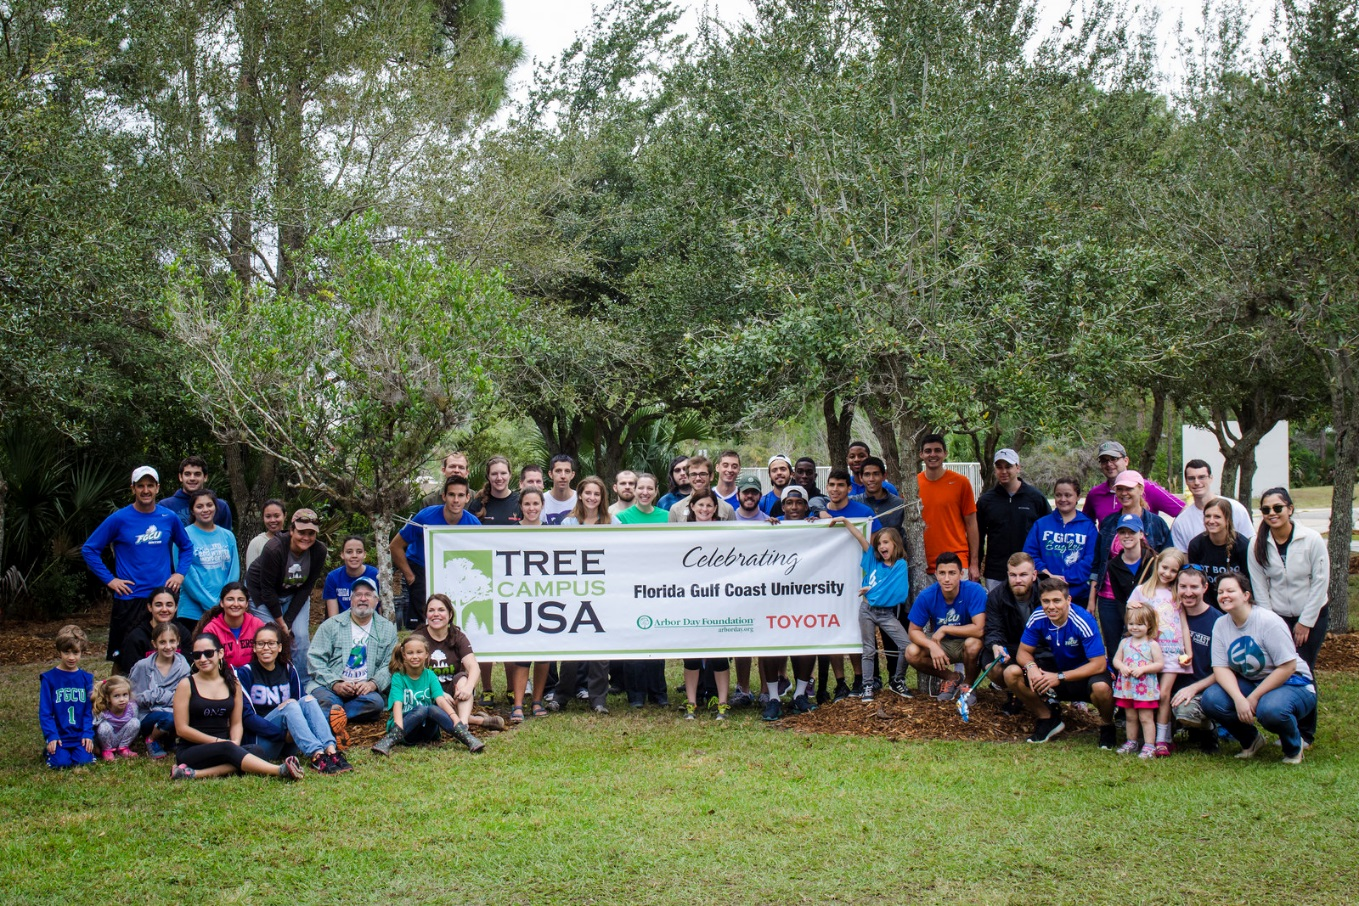 TREE
CAMPUS
USA
Celebrating
Florida Gulf Coast University
Arbor Day Foundation
arborday.org
TOYOTA
FGCU
FGCU
1
FGCU
Eagles
ΘΝΞ